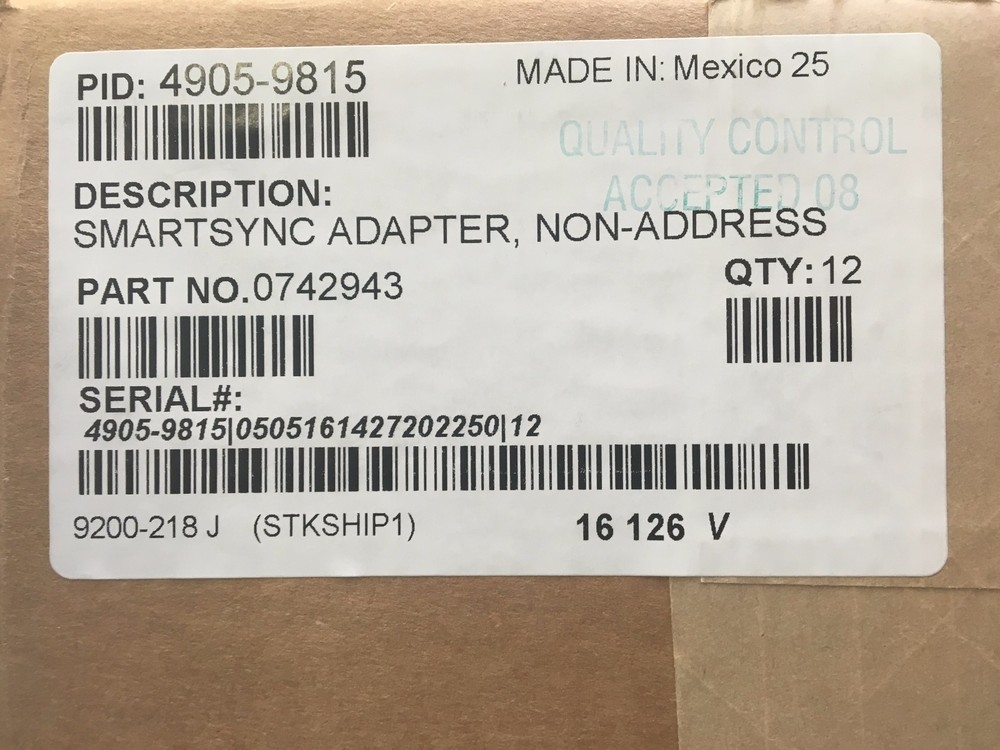 PID: 4905-9815
MADE IN: Mexico 25
QUALITY CONTROL
ACCEPTED 08
DESCRIPTION:
SMARTSYNC ADAPTER, NON-ADDRESS
PART NO. 0742943
QTY: 12
SERIAL#:
4905-9815|0505161427202250|12
9200-218 J (STKSHIP1)
16 126 V